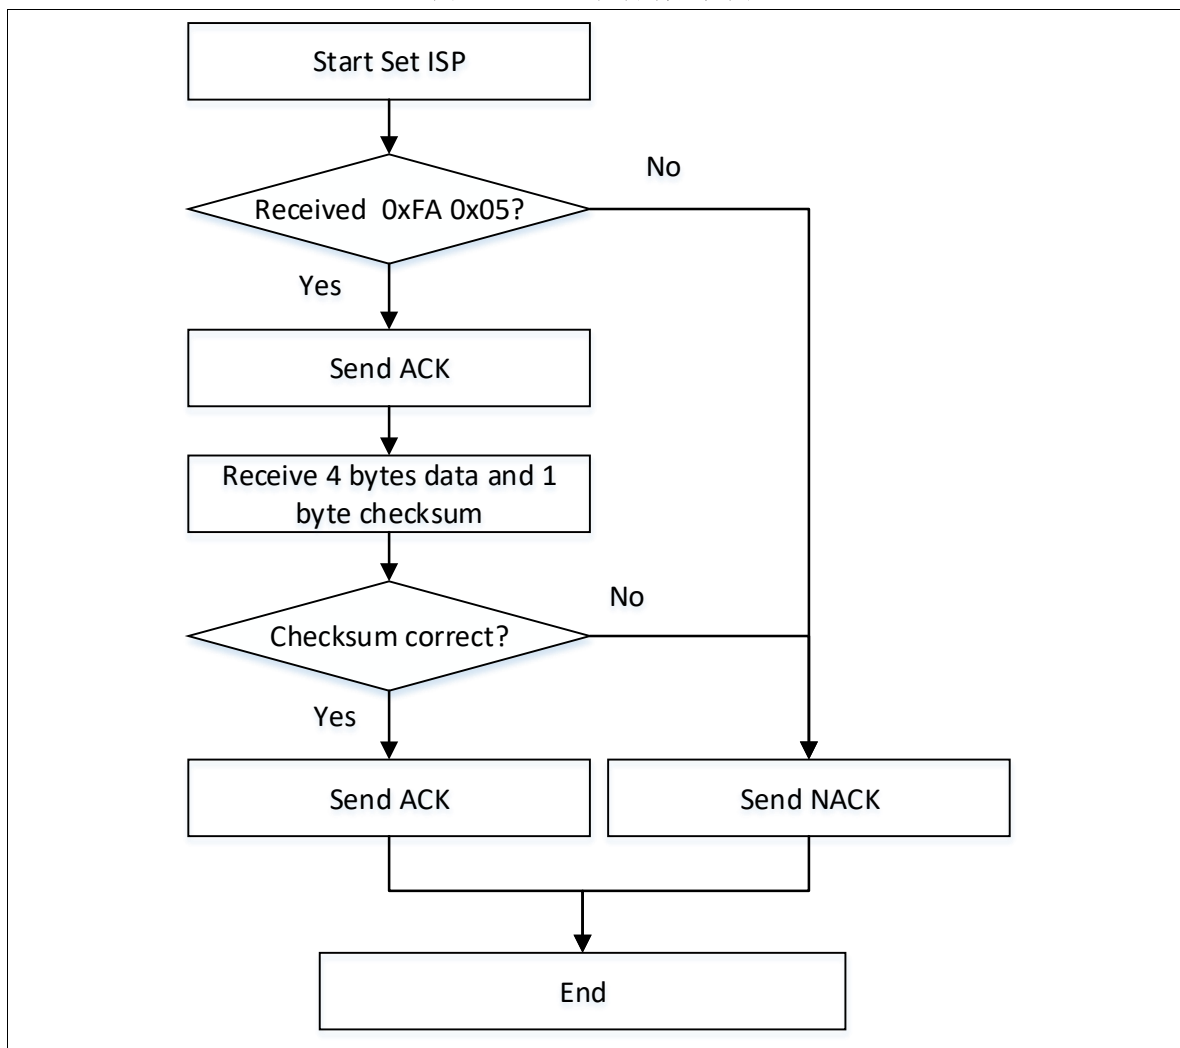 Start Set ISP
No
Received 0xFA 0x05?
Yes
Send ACK
Receive 4 bytes data and 1
byte checksum
No
Checksum correct?
Yes
Send ACK
Send NACK
End